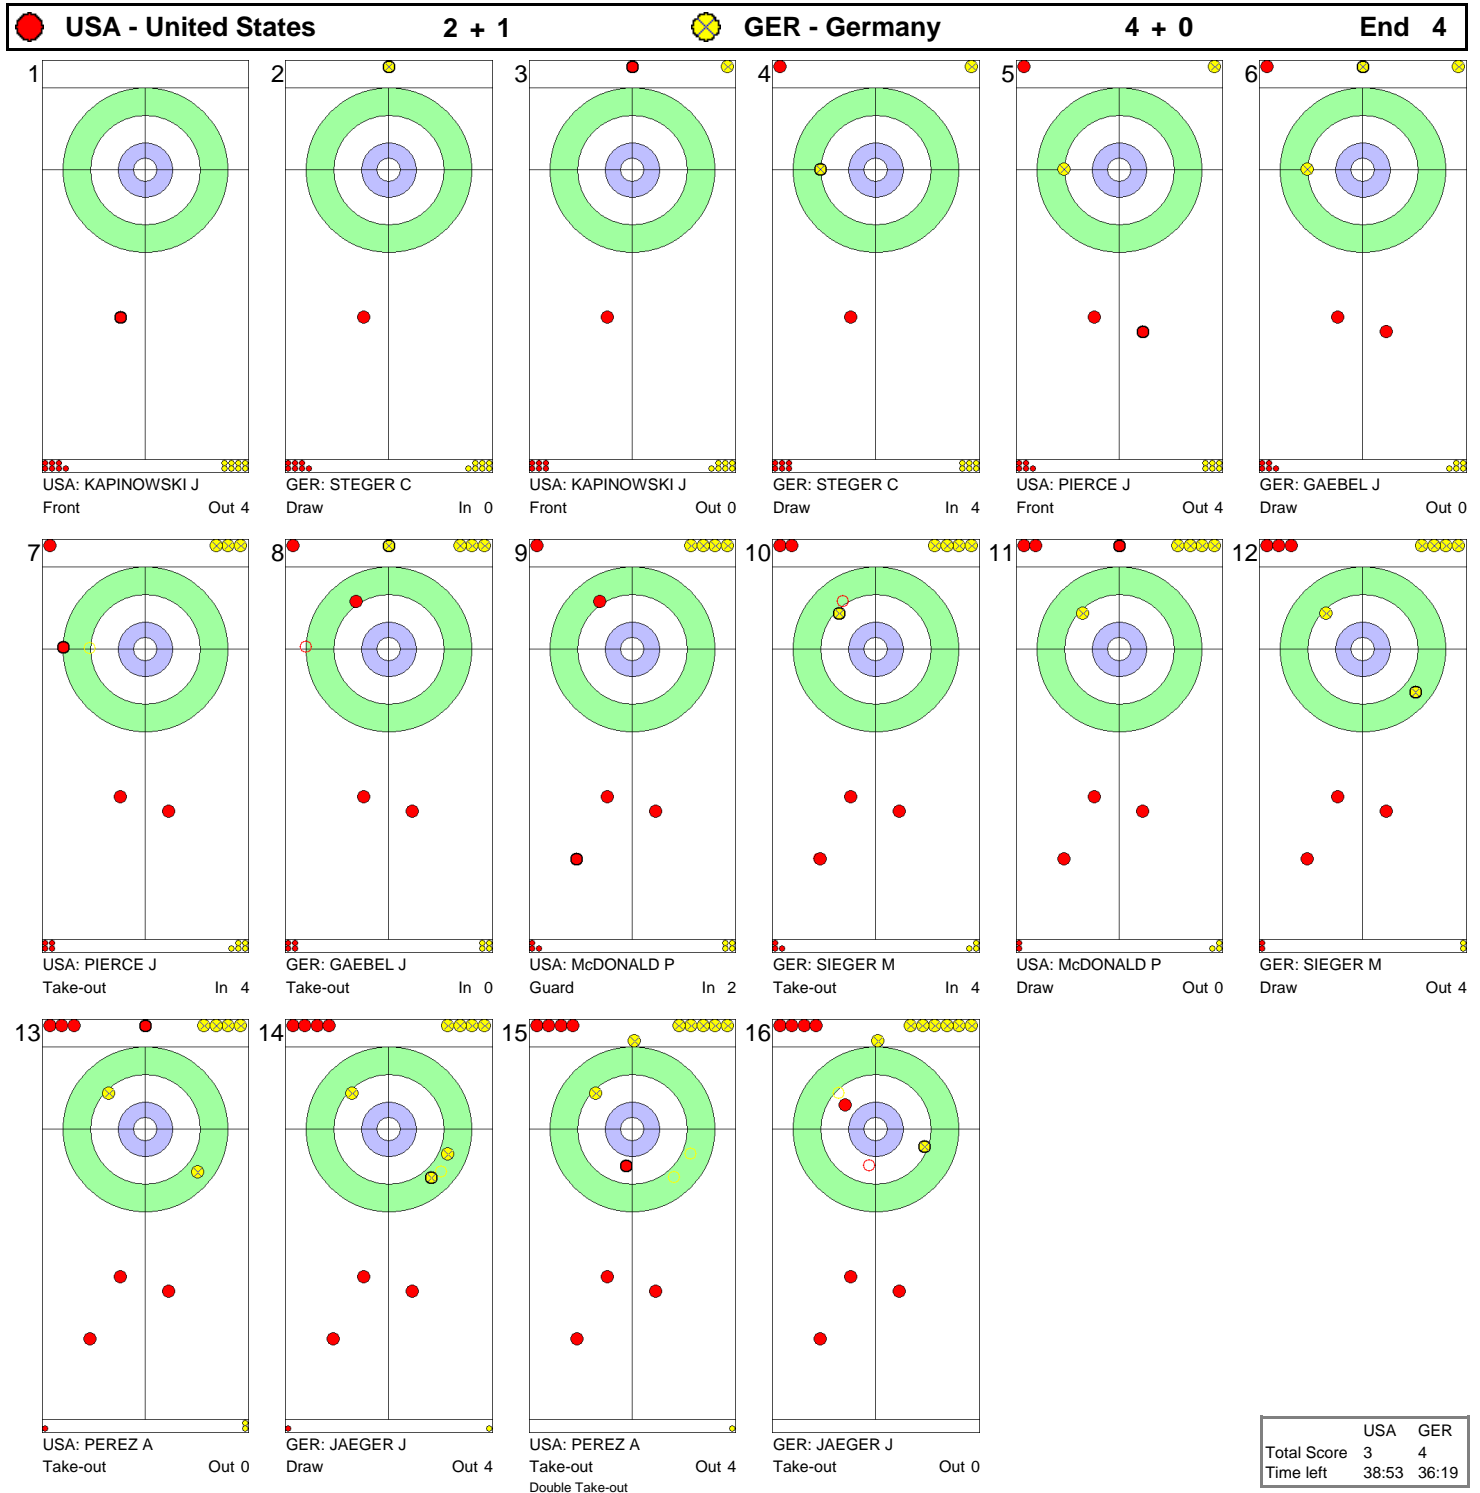 USA - United States 2 + 1 GER - Germany 4 + 0 End 4
1 2 3 4 5 6
USA: KAPINOWSKI J GER: STEGER C USA: KAPINOWSKI J GER: STEGER C USA: PIERCE J GER: GAEBEL J
Front Out 4 Draw In 0 Front Out 0 Draw In 4 Front Out 4 Draw Out 0
7 8 9 10 11 12
USA: PIERCE J GER: GAEBEL J USA: McDONALD P GER: SIEGER M USA: McDONALD P GER: SIEGER M
Take-out In 4 Take-out In 0 Guard In 2 Take-out In 4 Draw Out 0 Draw Out 4
13 14 15 16
USA: PEREZ A GER: JAEGER J USA: PEREZ A GER: JAEGER J
Take-out Out 0 Draw Out 4 Take-out Out 4 Take-out Out 0
Double Take-out
USA GER
Total Score 3 4
Time left 38:53 36:19